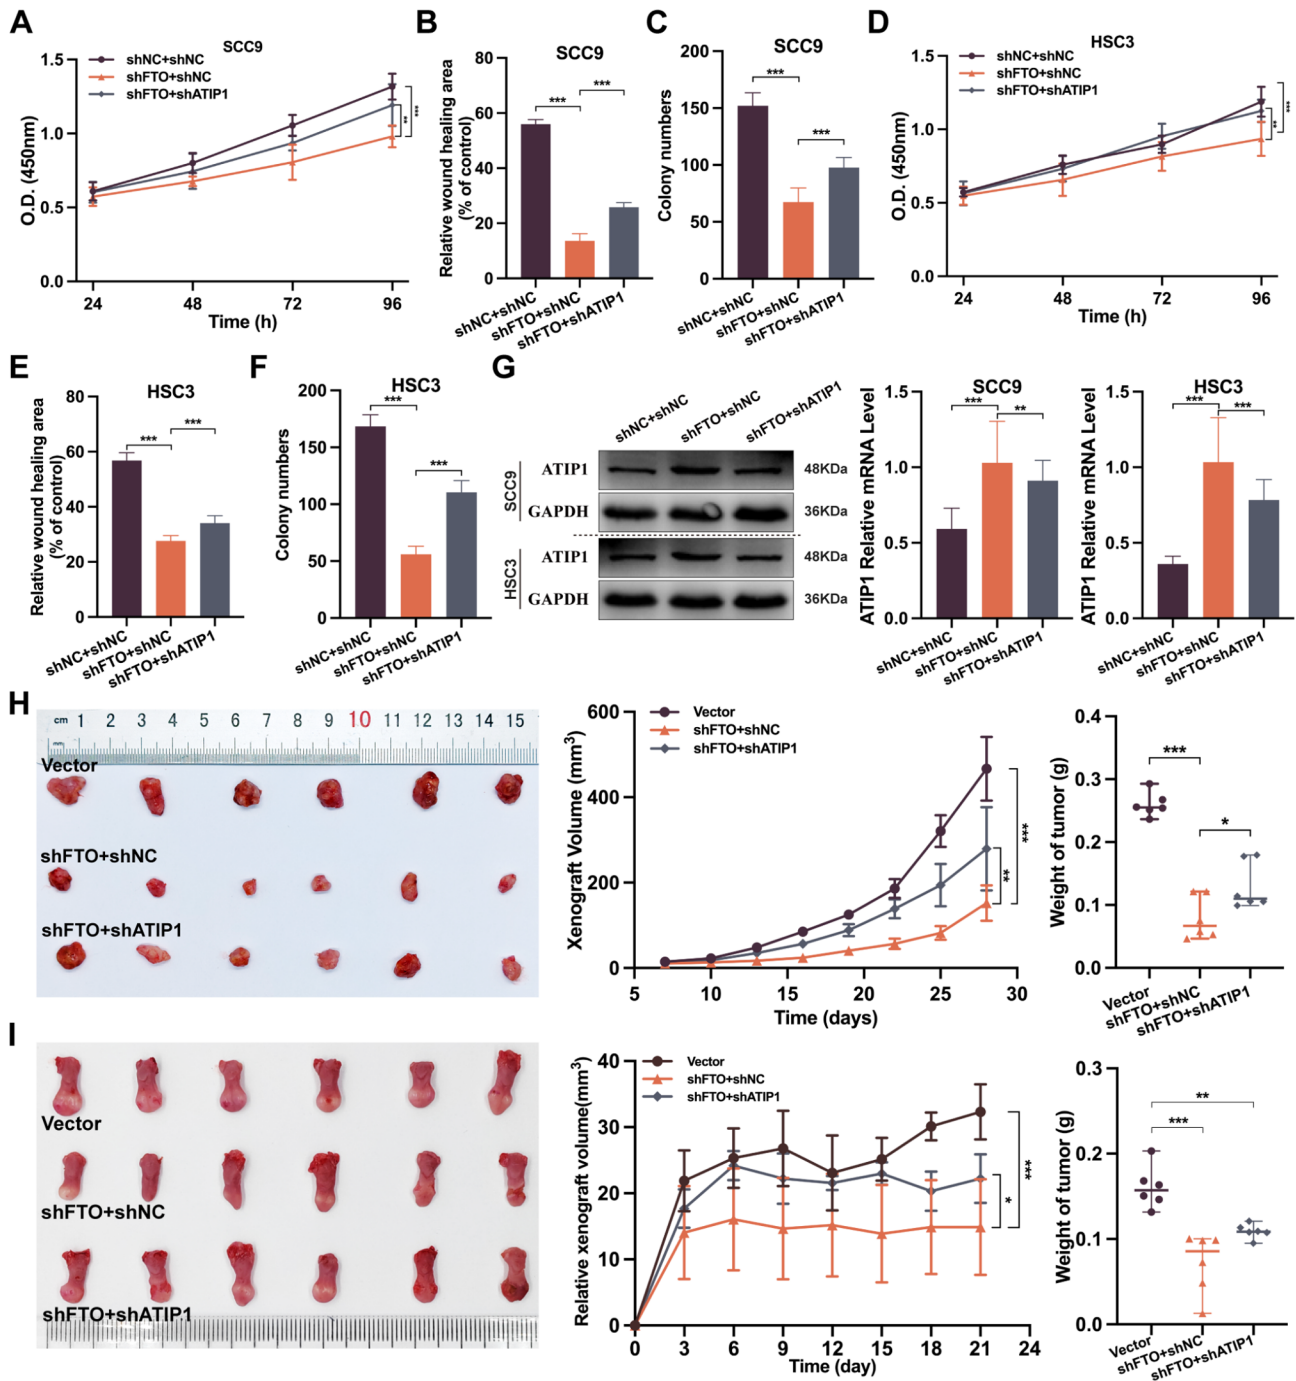 A
SCC9
shNC+shNC
shFTO+shNC
shFTO+shATIP1
O.D. (450nm)
1.5
1.0
0.5
0.0
**
***
24 48 72 96
Time (h)
B
SCC9
Relative wound healing area
(% of control)
80
60
40
20
0
*** ***
shNC+shNC
shFTO+shNC
shFTO+shATIP1
C
SCC9
Colony numbers
200
150
100
50
0
***
***
shNC+shNC
shFTO+shNC
shFTO+shATIP1
D
HSC3
shNC+shNC
shFTO+shNC
shFTO+shATIP1
O.D. (450nm)
1.5
1.0
0.5
0.0
**
***
24 48 72 96
Time (h)
E
HSC3
Relative wound healing area
(% of control)
80
60
40
20
0
***
***
shNC+shNC
shFTO+shNC
shFTO+shATIP1
F
HSC3
Colony numbers
200
150
100
50
0
***
***
shNC+shNC
shFTO+shNC
shFTO+shATIP1
G
shNC+shNC shFTO+shNC shFTO+shATIP1
SCC9
ATIP1 48KDa
GAPDH 36KDa
HSC3
ATIP1 48KDa
GAPDH 36KDa
SCC9
ATIP1 Relative mRNA Level
1.5
1.0
0.5
0.0
*** **
shNC+shNC
shFTO+shNC
shFTO+shATIP1
HSC3
ATIP1 Relative mRNA Level
1.5
1.0
0.5
0.0
*** ***
shNC+shNC
shFTO+shNC
shFTO+shATIP1
H
cm 1 2 3 4 5 6 7 8 9 10 11 12 13 14 15
mm
Vector
shFTO+shNC
shFTO+shATIP1
Vector
shFTO+shNC
shFTO+shATIP1
Xenograft Volume (mm³)
600
400
200
0
**
***
5 10 15 20 25 30
Time (days)
Weight of tumor (g)
0.4
0.3
0.2
0.1
0.0
***
*
Vector
shFTO+shNC
shFTO+shATIP1
I
Vector
shFTO+shNC
shFTO+shATIP1
Vector
shFTO+shNC
shFTO+shATIP1
Relative xenograft volume(mm³)
40
30
20
10
0
*
***
0 3 6 9 12 15 18 21 24
Time (day)
Weight of tumor (g)
0.3
0.2
0.1
0.0
**
***
Vector
shFTO+shNC
shFTO+shATIP1